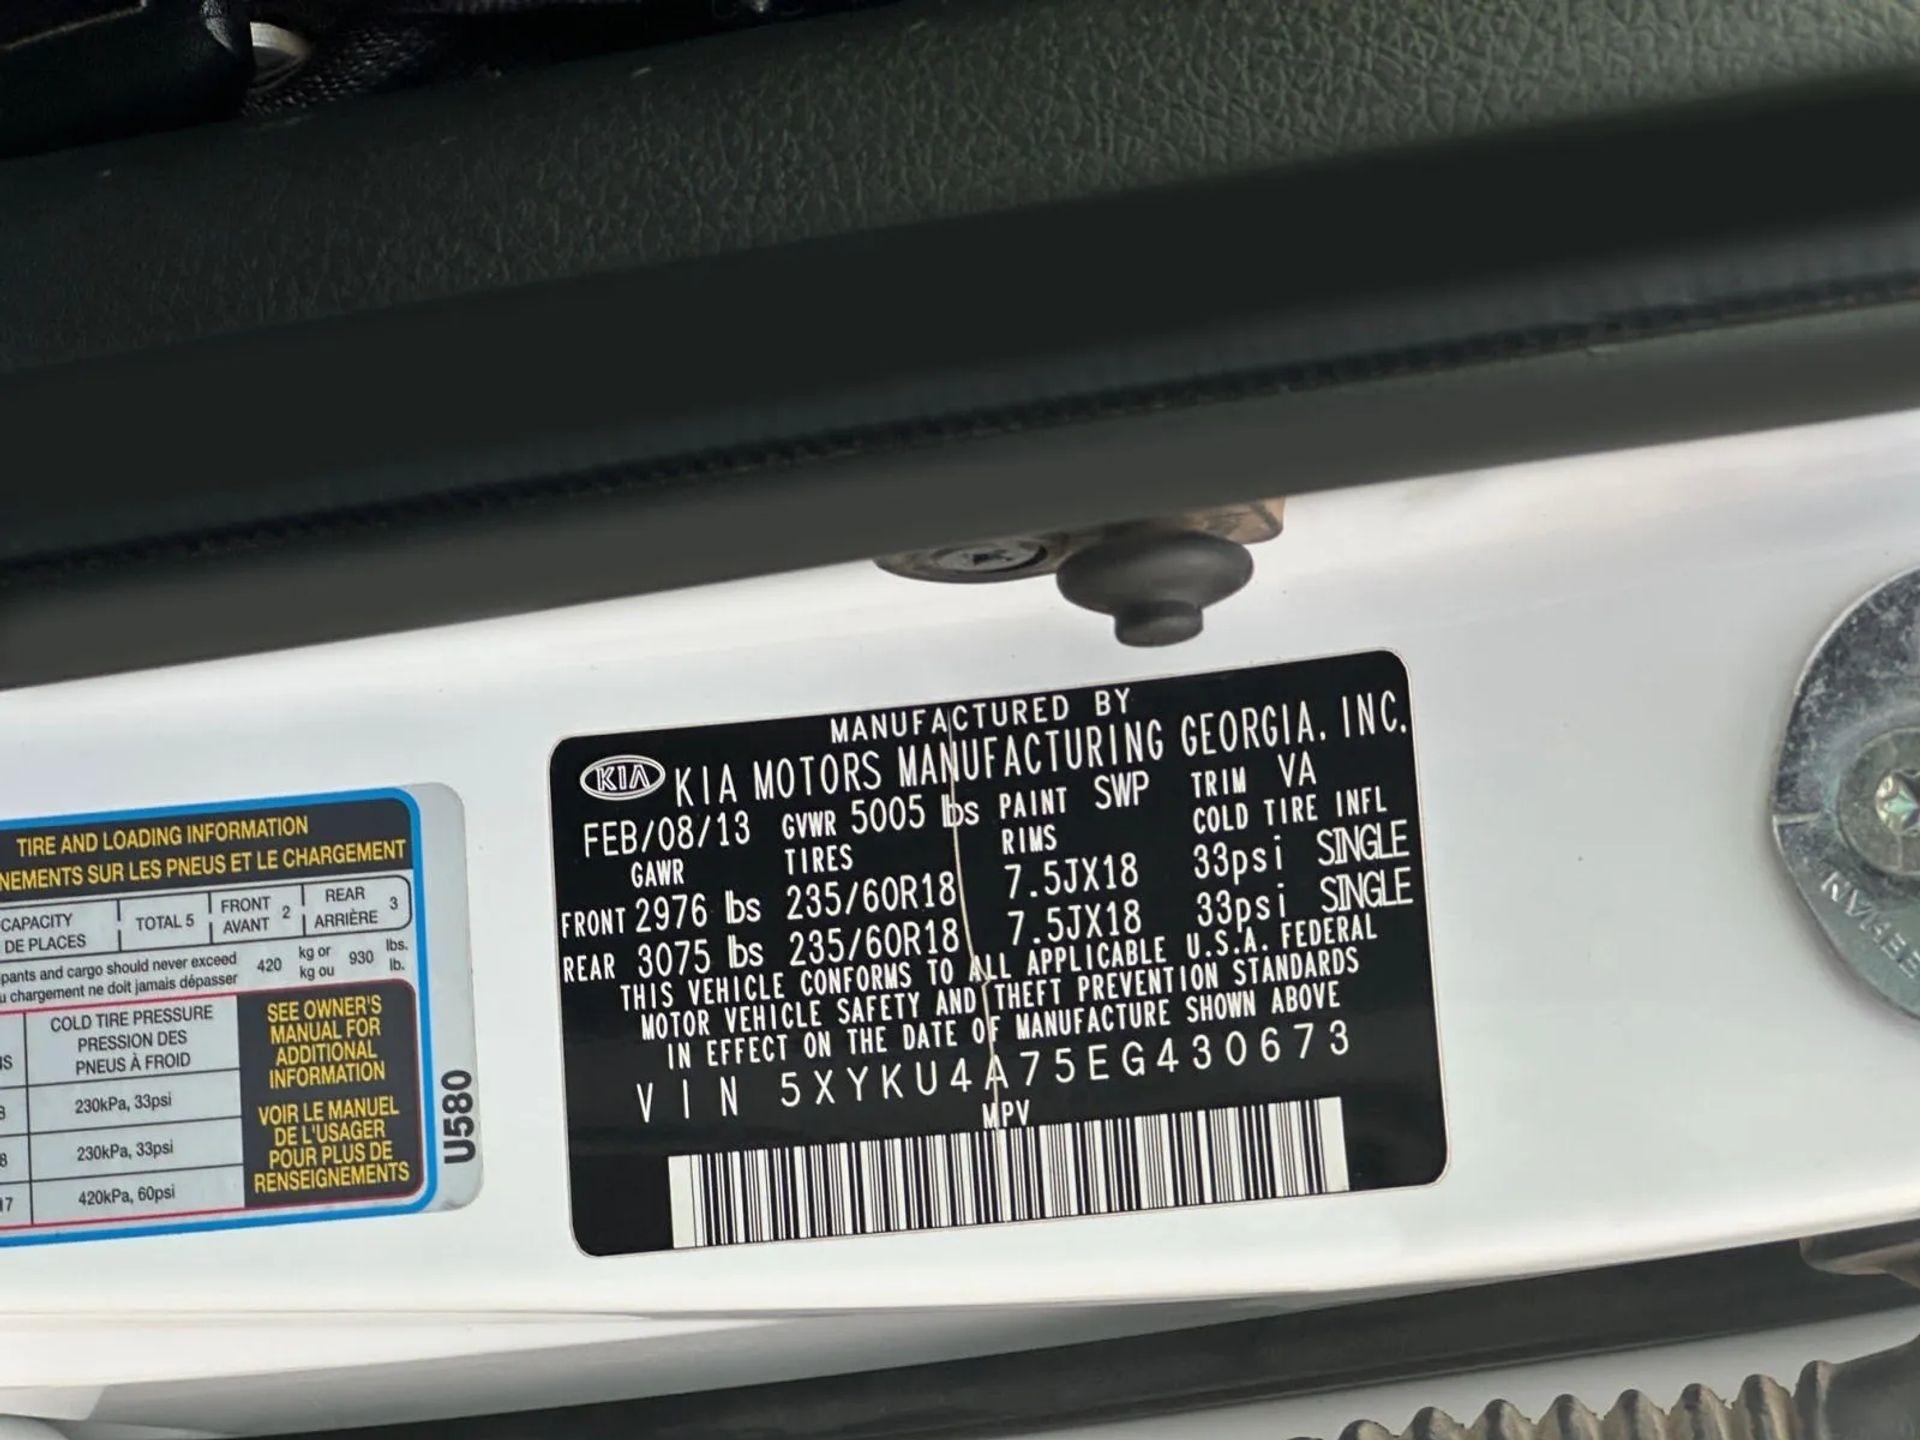 TIRE AND LOADING INFORMATION
NEMENTS SUR LES PNEUS ET LE CHARGEMENT
CAPACITY
DE PLACES
TOTAL 5
FRONT
AVANT
2
REAR
ARRIÈRE
3
pants and cargo should never exceed
chargement ne doit jamais dépasser
420
kg or
kg ou
930
lbs.
lb.
COLD TIRE PRESSURE
PRESSION DES
PNEUS À FROID
230kPa, 33psi
230kPa, 33psi
17
420kPa, 60psi
SEE OWNER'S
MANUAL FOR
ADDITIONAL
INFORMATION
VOIR LE MANUEL
DE L'USAGER
POUR PLUS DE
RENSEIGNEMENTS
U580
MANUFACTURED BY
KIA KIA MOTORS MANUFACTURING GEORGIA, INC.
FEB/08/13 GVWR 5005 lbs PAINT SWP TRIM VA
GAWR TIRES RIMS COLD TIRE INFL
FRONT 2976 lbs 235/60R18 7.5JX18 33psi SINGLE
REAR 3075 lbs 235/60R18 7.5JX18 33psi SINGLE
THIS VEHICLE CONFORMS TO ALL APPLICABLE U.S.A. FEDERAL
MOTOR VEHICLE SAFETY AND THEFT PREVENTION STANDARDS
IN EFFECT ON THE DATE OF MANUFACTURE SHOWN ABOVE
VIN 5XYKU4A75EG430673
MPV